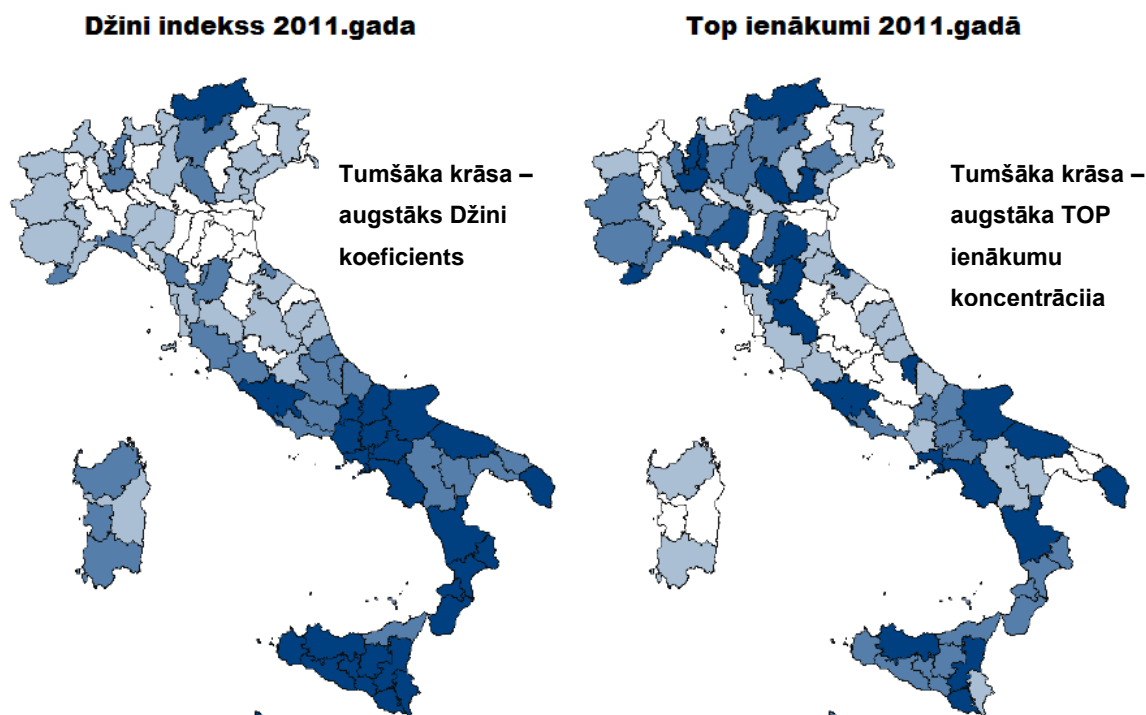 Džini indekss 2011.gada
Tumšāka krāsa –
augstāks Džini
koeficients
Top ienākumi 2011.gadā
Tumšāka krāsa –
augstāka TOP
ienākumu
koncentrāciia